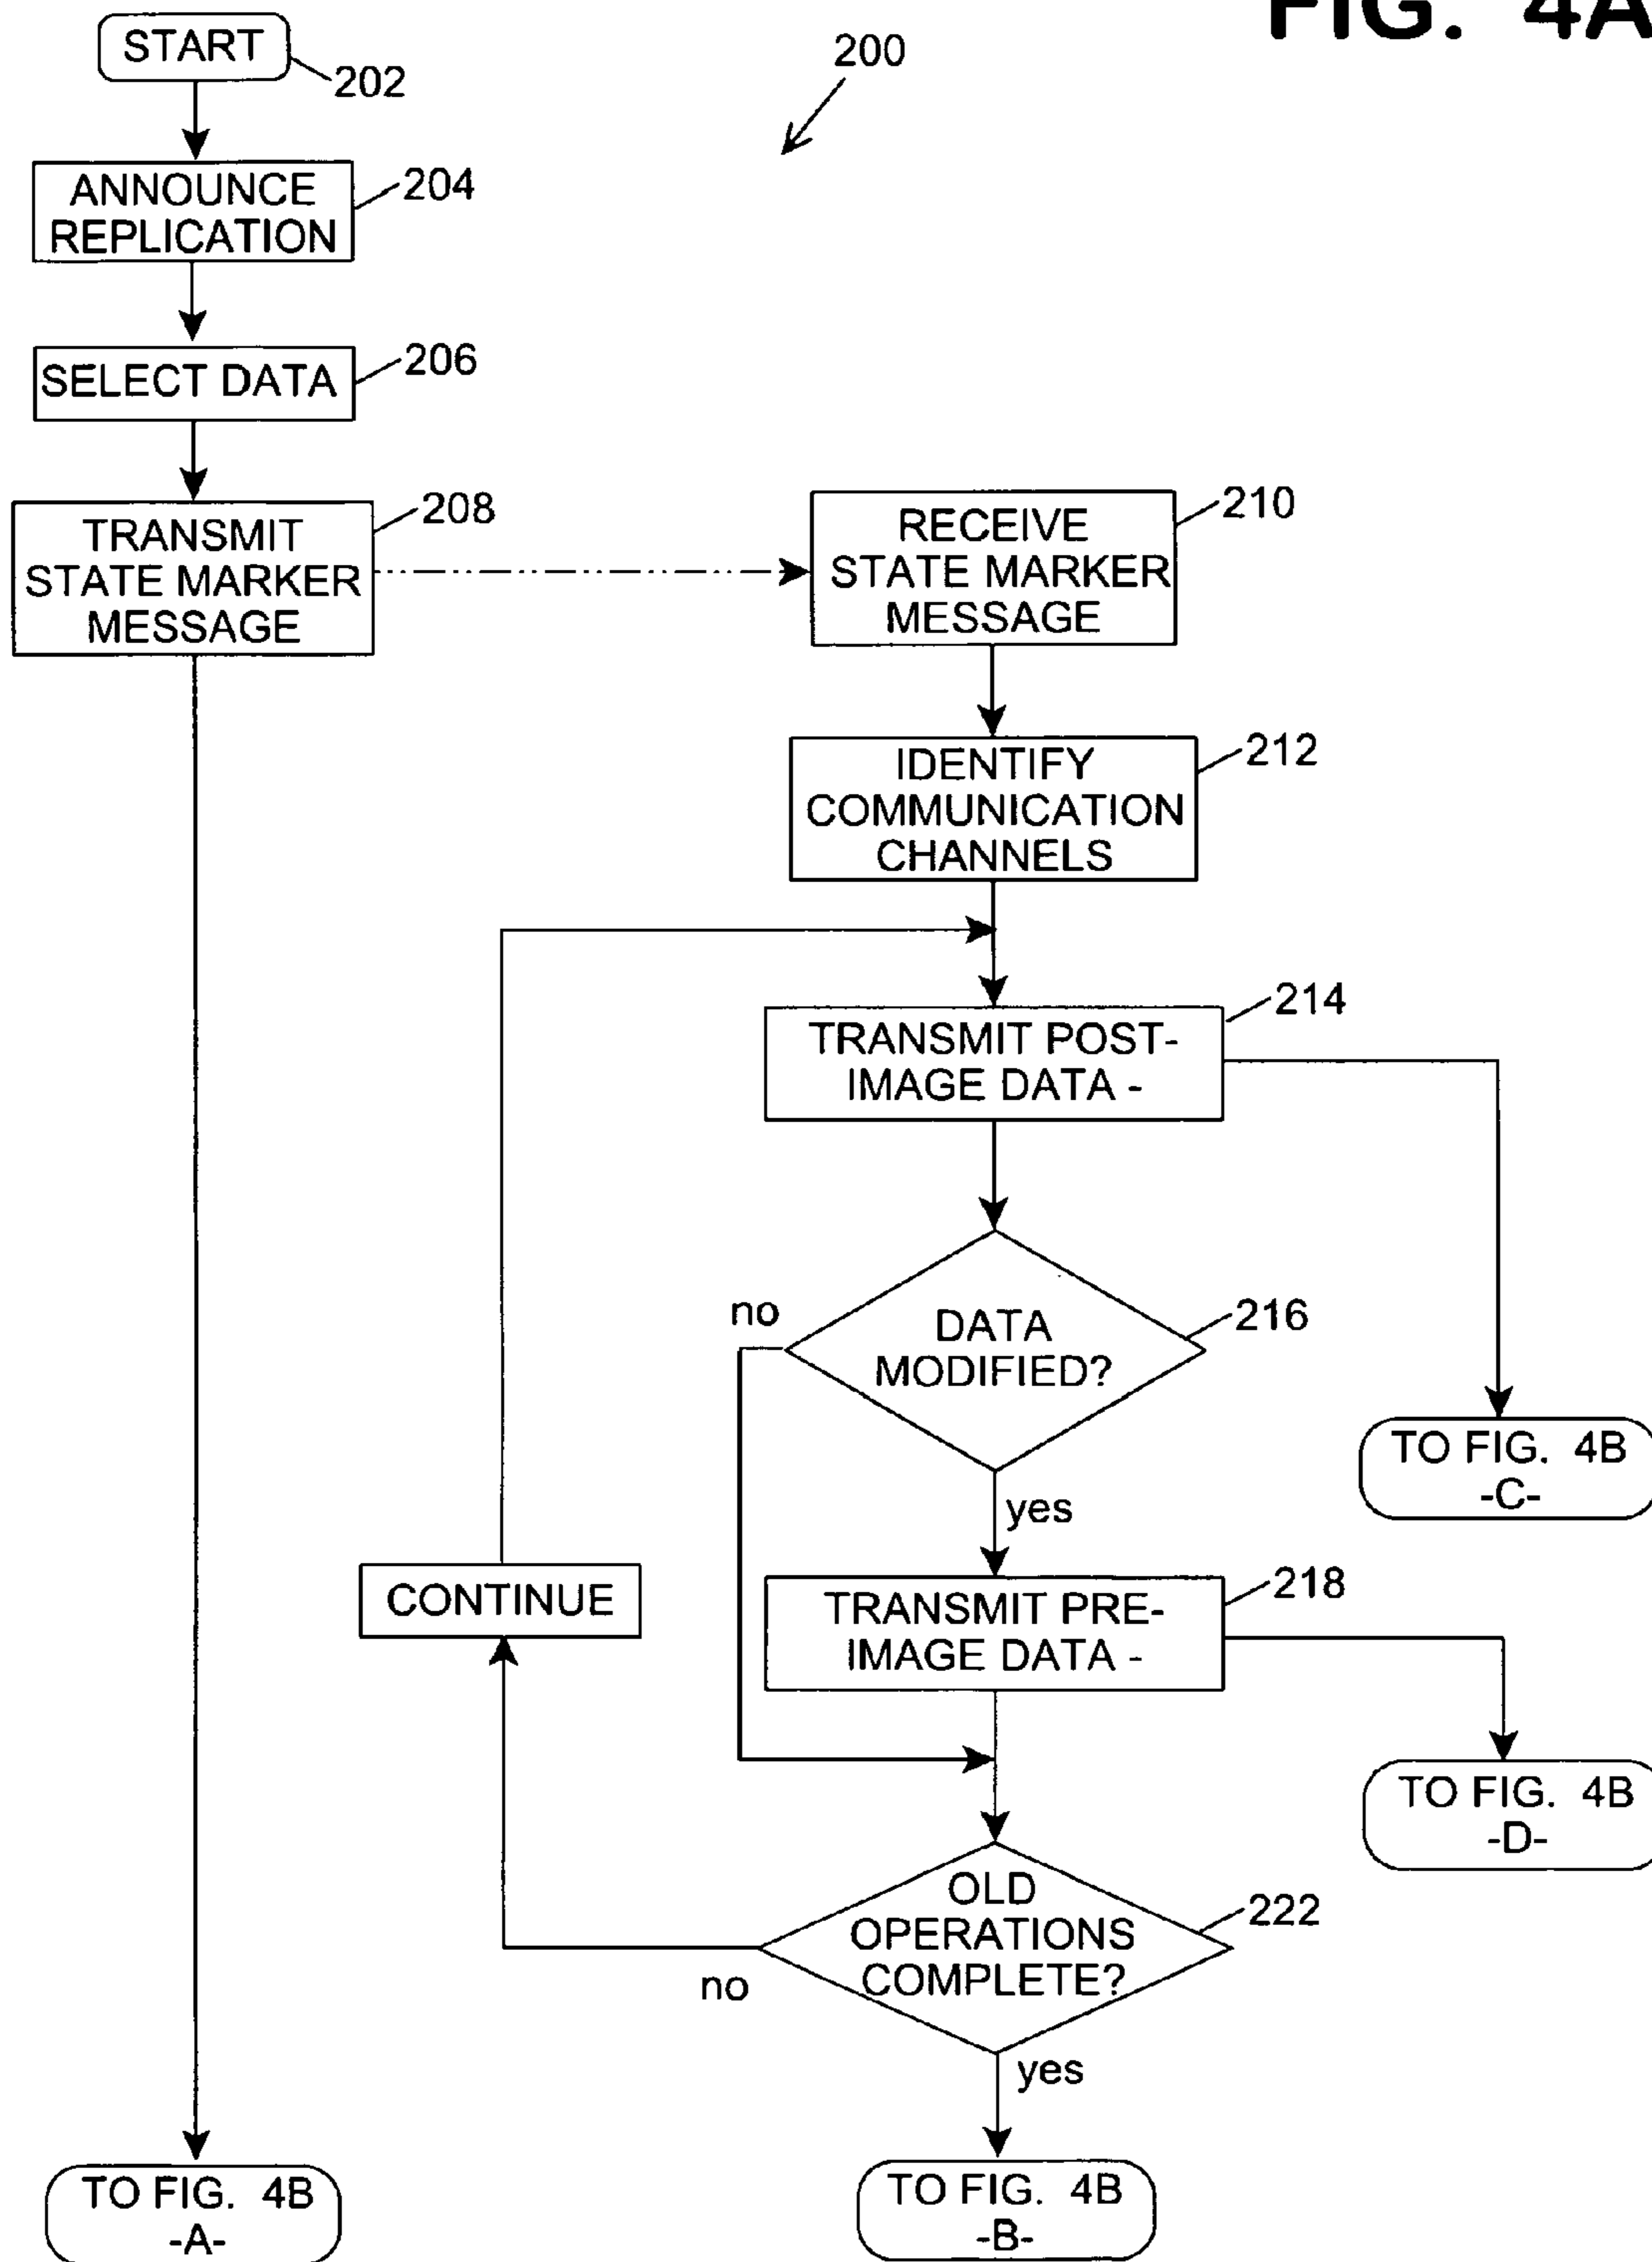 FIG. 4A
START
202
200
ANNOUNCE
REPLICATION
204
SELECT DATA
206
TRANSMIT
STATE MARKER
MESSAGE
208
RECEIVE
STATE MARKER
MESSAGE
210
IDENTIFY
COMMUNICATION
CHANNELS
212
TRANSMIT POST-
IMAGE DATA -
214
no
DATA
MODIFIED?
216
yes
TO FIG. 4B
-C-
CONTINUE
TRANSMIT PRE-
IMAGE DATA -
218
TO FIG. 4B
-D-
OLD
OPERATIONS
COMPLETE?
222
no
yes
TO FIG. 4B
-A-
TO FIG. 4B
-B-